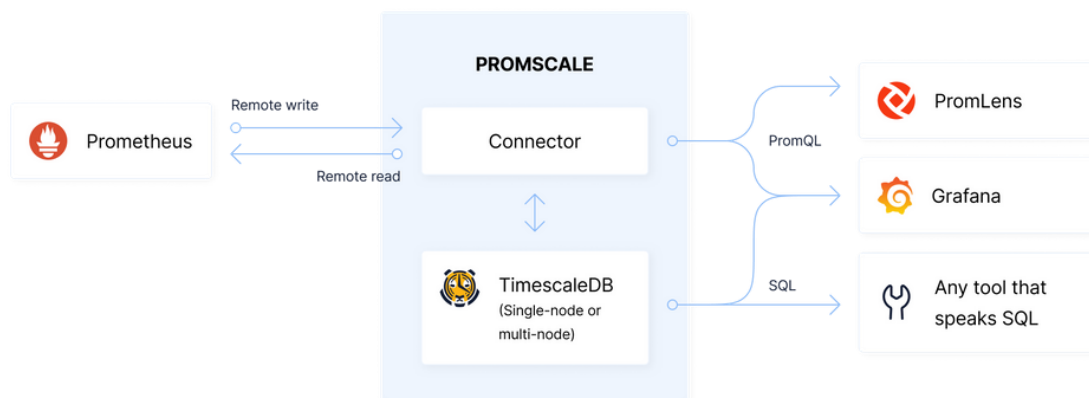 PROMSCALE
Prometheus
Remote write
Remote read
Connector
TimescaleDB
(Single-node or
multi-node)
PromQL
SQL
PromLens
Grafana
Any tool that
speaks SQL